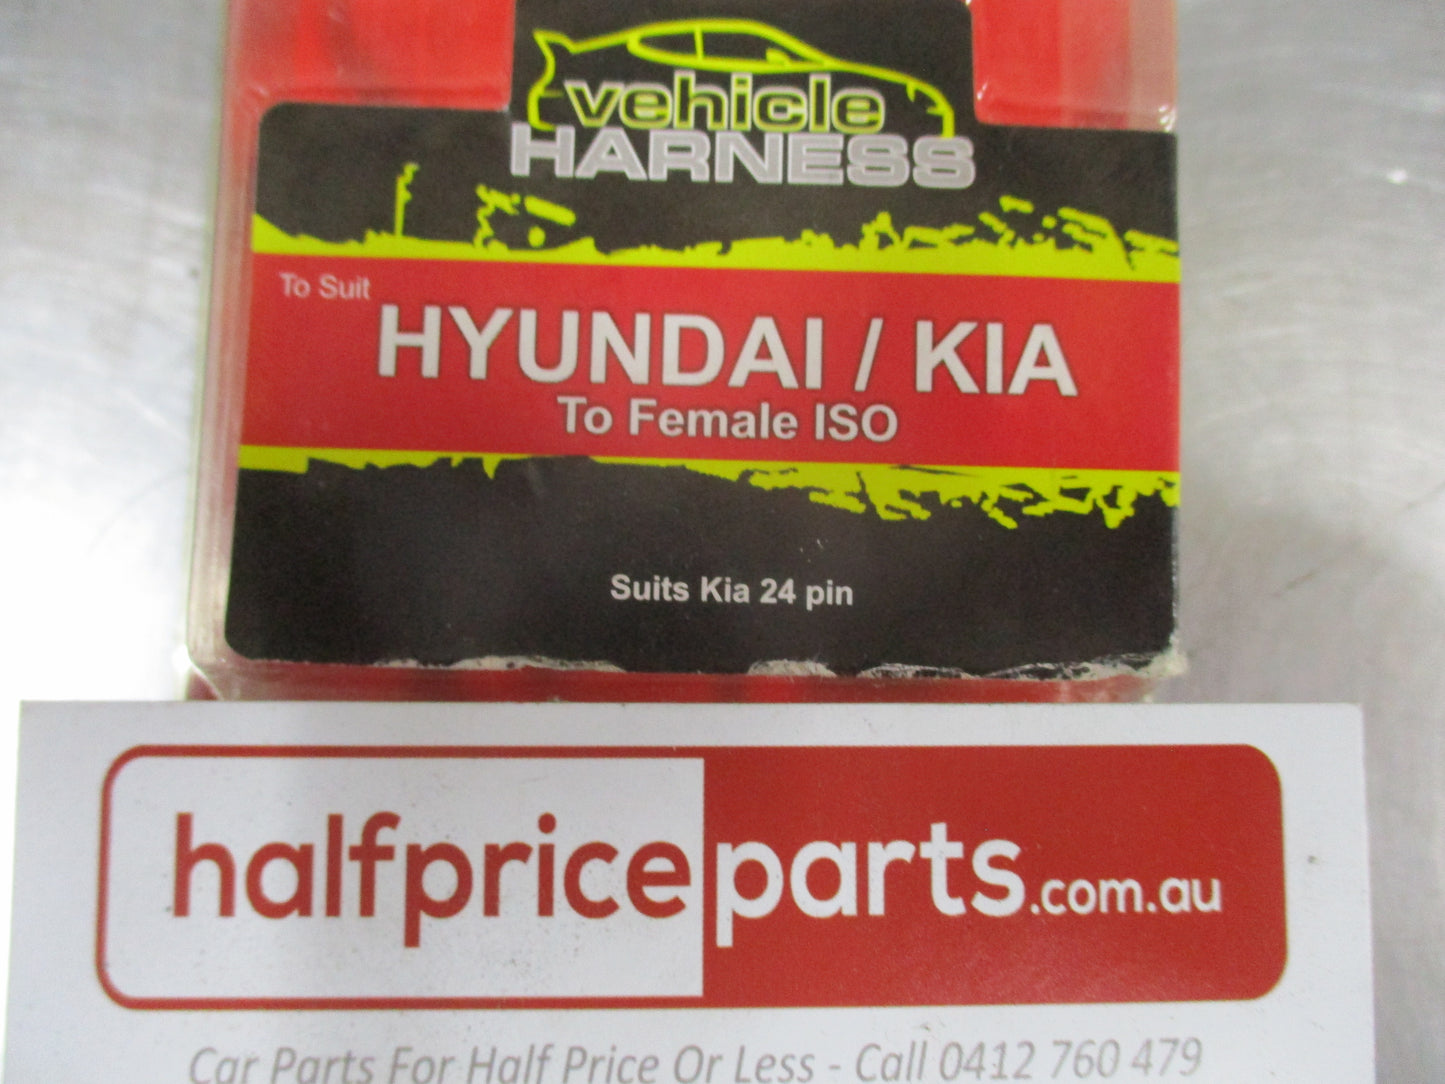 vehicle
HARNESS
To Suit
HYUNDAI / KIA
To Female ISO
Suits Kia 24 pin
halfpriceparts.com.au
Car Parts For Half Price Or Less - Call 0412 760 479